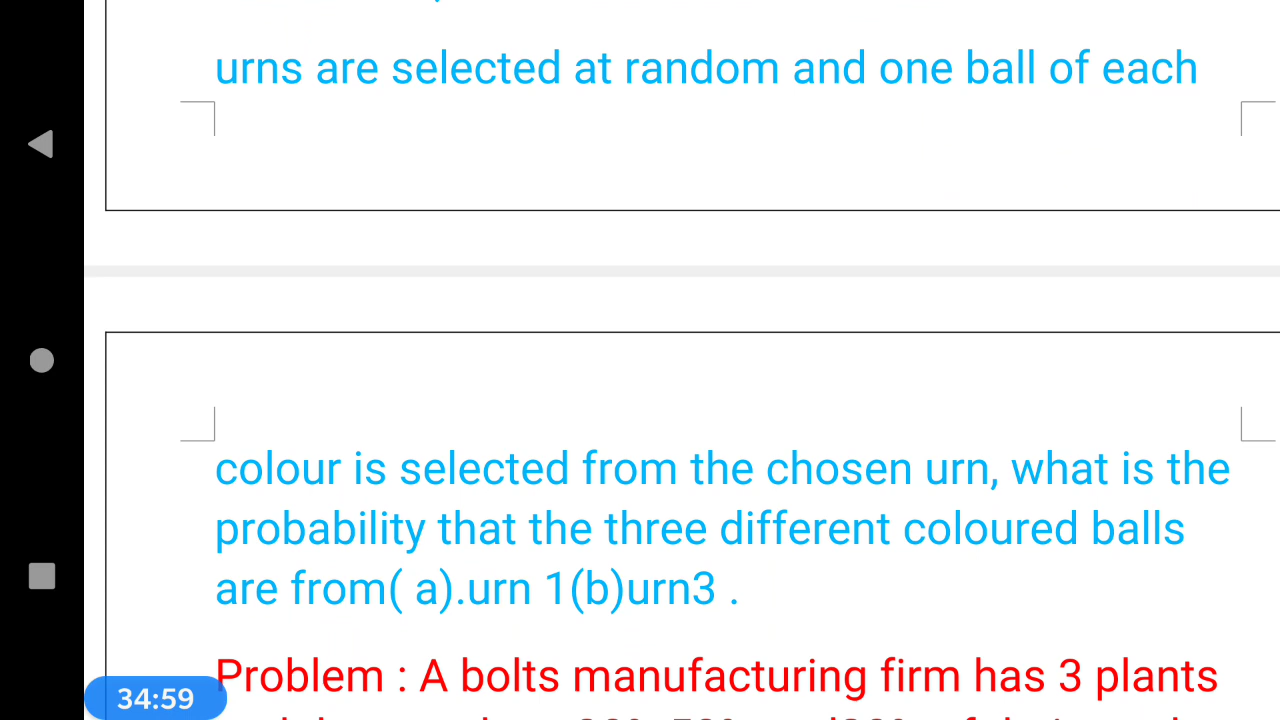 urns are selected at random and one ball of each
colour is selected from the chosen urn, what is the
probability that the three different coloured balls
are from( a).urn 1(b)urn3 .
Problem : A bolts manufacturing firm has 3 plants
34:59